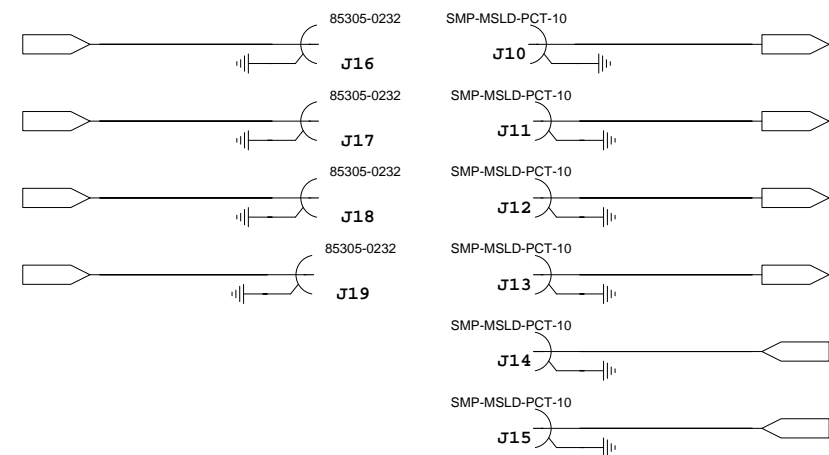 85305-0232
J16
85305-0232
J17
85305-0232
J18
85305-0232
J19
SMP-MSLD-PCT-10
J10
SMP-MSLD-PCT-10
J11
SMP-MSLD-PCT-10
J12
SMP-MSLD-PCT-10
J13
SMP-MSLD-PCT-10
J14
SMP-MSLD-PCT-10
J15